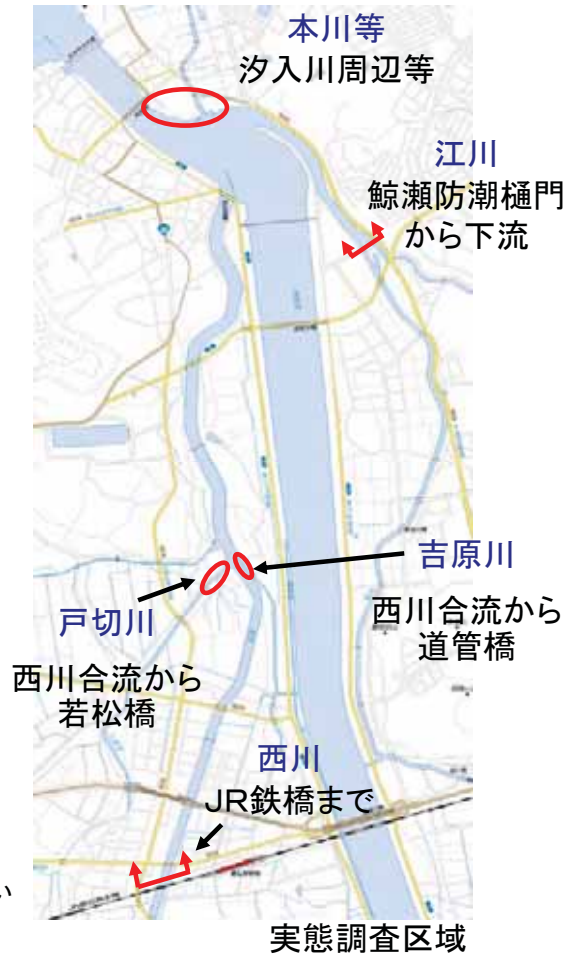 本川等
汐入川周辺等
江川
鯨瀬防潮樋門
から下流
吉原川
西川合流から
道管橋
戸切川
西川合流から
若松橋
西川
JR鉄橋まで
い
実態調査区域